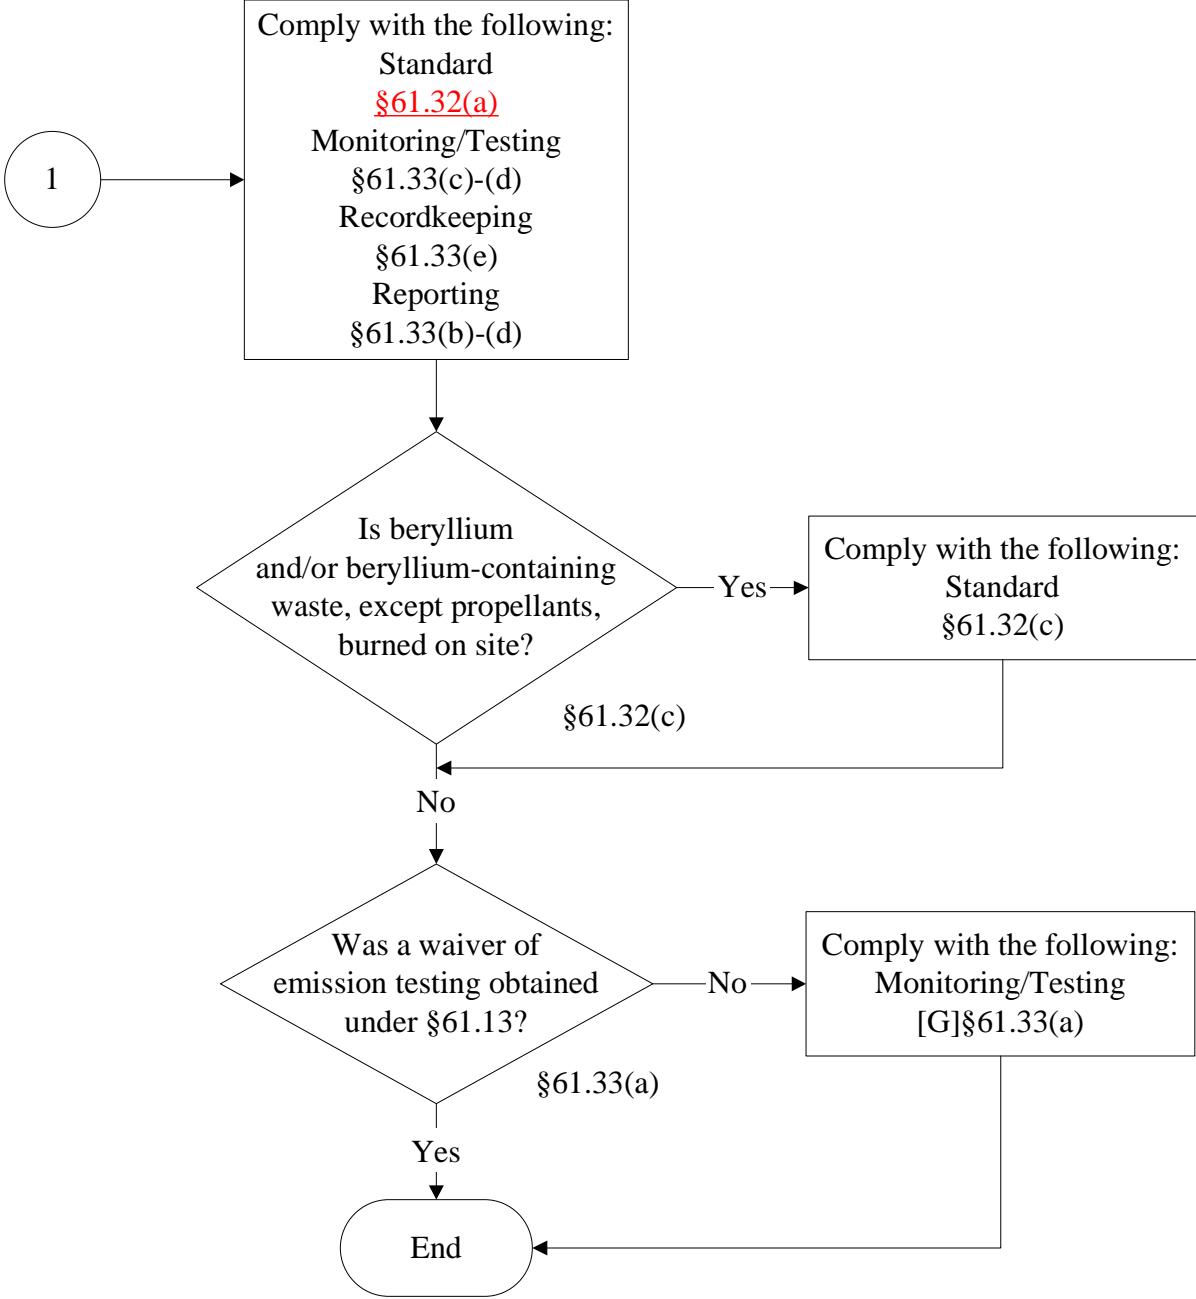 Comply with the following:
Standard
§61.32(a)
Monitoring/Testing
§61.33(c)-(d)
Recordkeeping
§61.33(e)
Reporting
§61.33(b)-(d)
1
Is beryllium
and/or beryllium-containing
waste, except propellants,
burned on site?
Yes
Comply with the following:
Standard
§61.32(c)
§61.32(c)
No
Was a waiver of
emission testing obtained
under §61.13?
No
Comply with the following:
Monitoring/Testing
[G]§61.33(a)
§61.33(a)
Yes
End